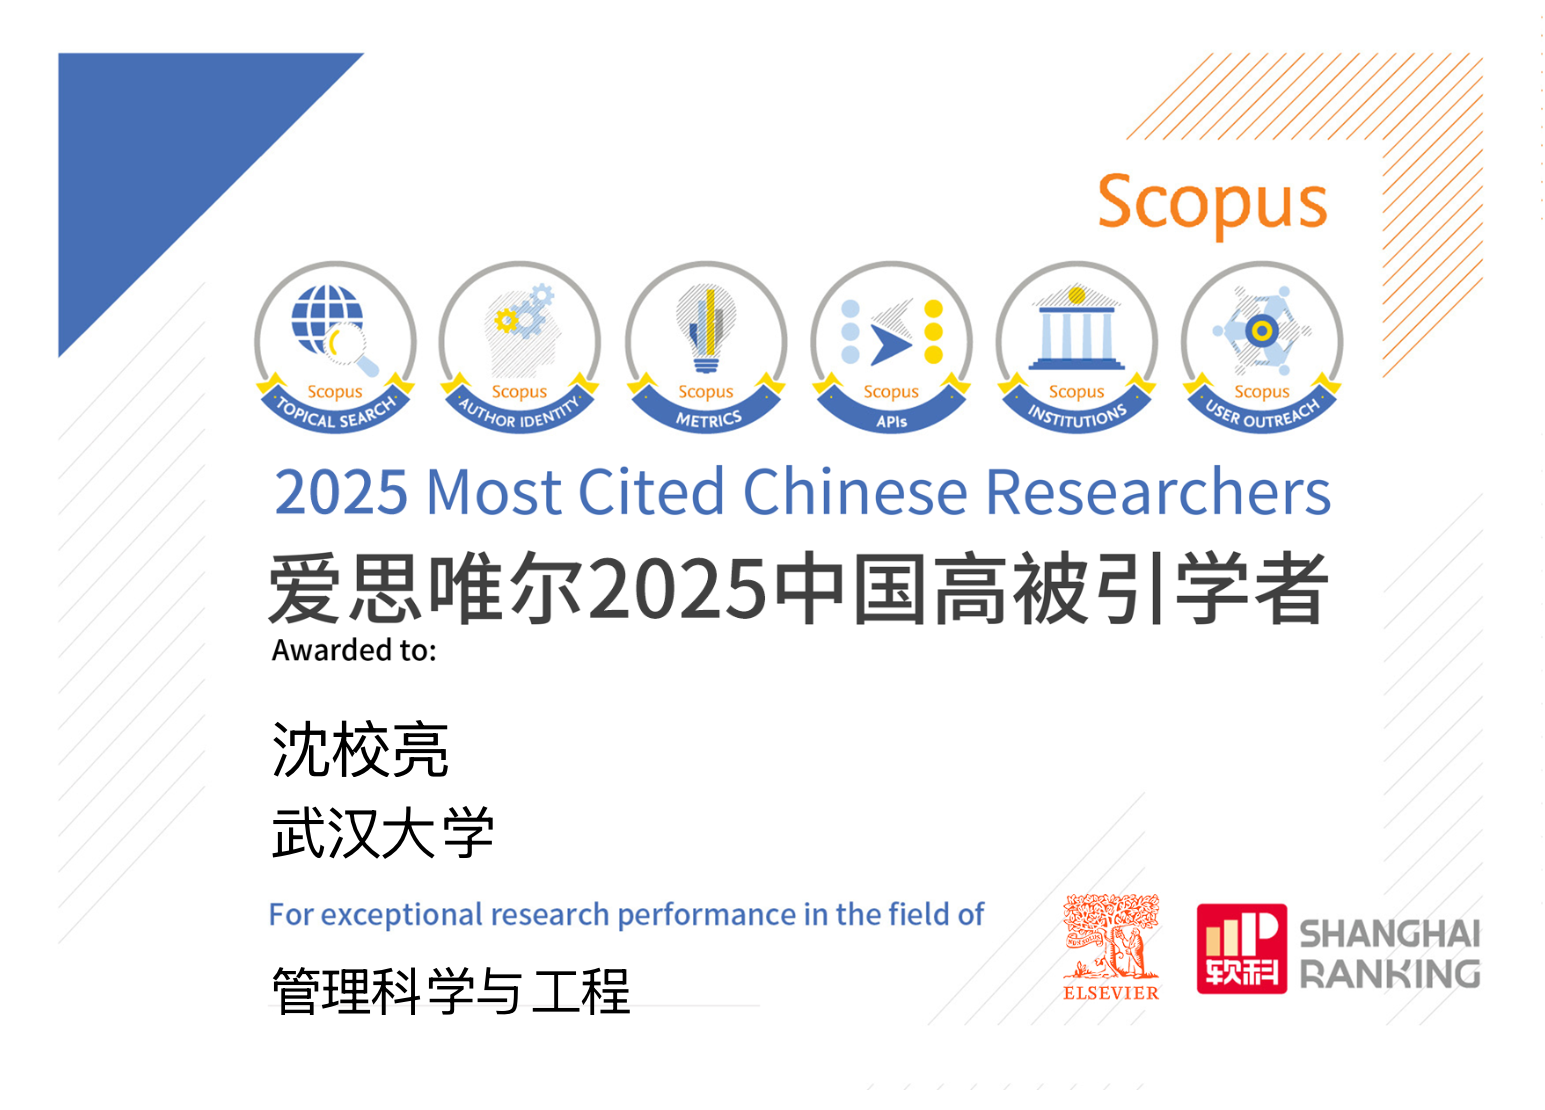 Scopus
Scopus
TOPICAL SEARCH
Scopus
AUTHOR IDENTITY
Scopus
METRICS
Scopus
APIs
Scopus
INSTITUTIONS
Scopus
USER OUTREACH
2025 Most Cited Chinese Researchers
爱思唯尔2025中国高被引学者
Awarded to:
沈校亮
武汉大学
For exceptional research performance in the field of
管理科学与工程
ELSEVIER
软科
SHANGHAI
RANKING